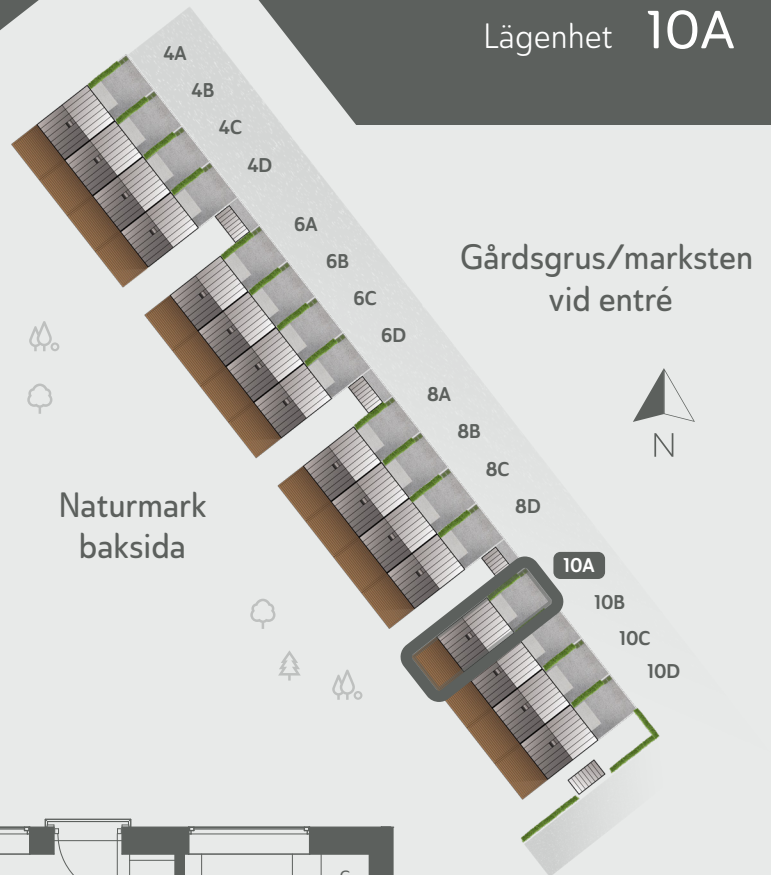 Lägenhet 10A
4A
4B
4C
4D
6A
6B
6C
6D
Gårdsgrus/marksten
vid entré
8A
8B
8C
8D
N
Naturmark
baksida
10A
10B
10C
10D